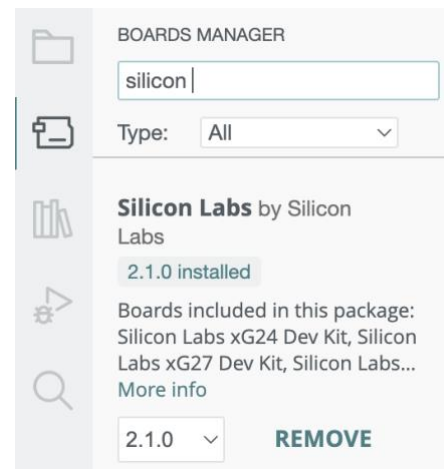 BOARDS MANAGER
silicon
Type: All
Silicon Labs by Silicon
Labs
2.1.0 installed
Boards included in this package:
Silicon Labs xG24 Dev Kit, Silicon
Labs xG27 Dev Kit, Silicon Labs...
More info
2.1.0 REMOVE